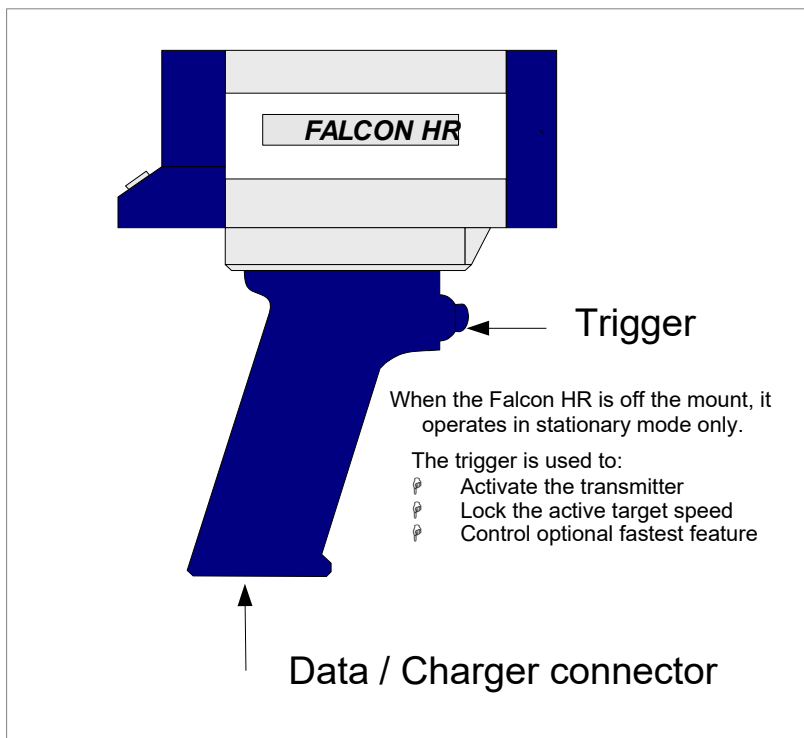 FALCON HR
Trigger
When the Falcon HR is off the mount, it
operates in stationary mode only.
The trigger is used to:
Activate the transmitter
Lock the active target speed
Control optional fastest feature
Data / Charger connector